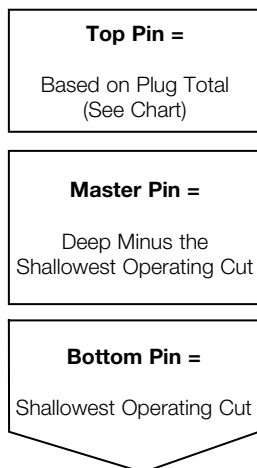 Top Pin =
Based on Plug Total
(See Chart)
Master Pin =
Deep Minus the
Shallowest Operating Cut
Bottom Pin =
Shallowest Operating Cut